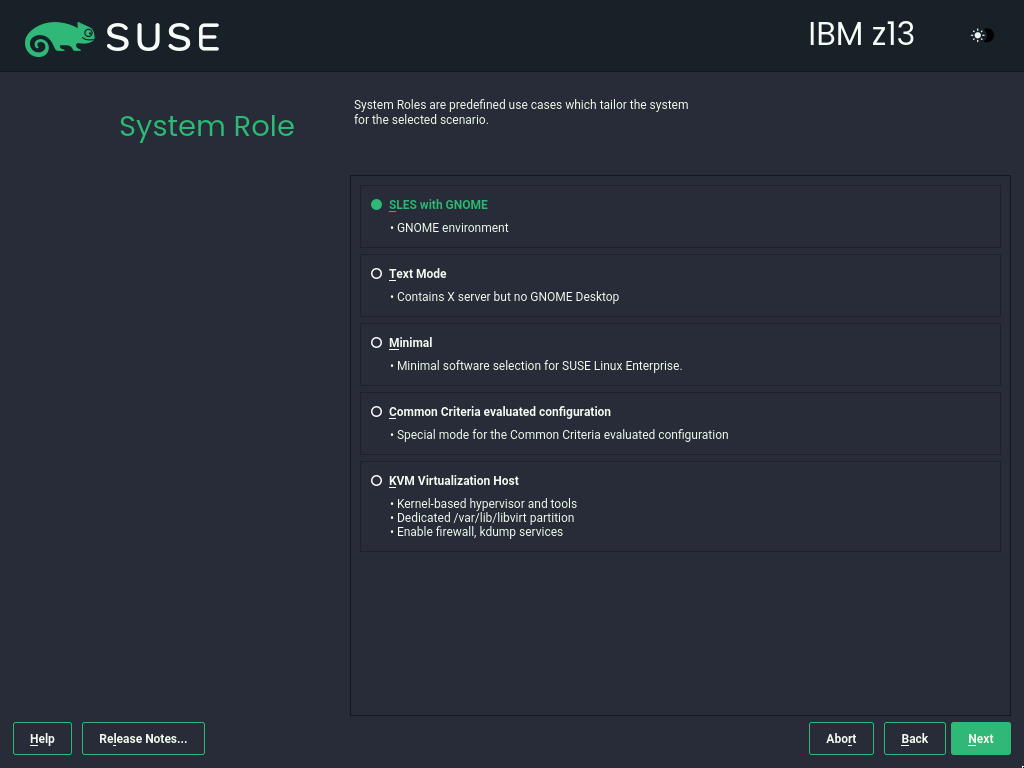 SUSE
IBM z13
System Role
System Roles are predefined use cases which tailor the system
for the selected scenario.
SLES with GNOME
• GNOME environment
Text Mode
• Contains X server but no GNOME Desktop
Minimal
• Minimal software selection for SUSE Linux Enterprise.
Common Criteria evaluated configuration
• Special mode for the Common Criteria evaluated configuration
KVM Virtualization Host
• Kernel-based hypervisor and tools
• Dedicated /var/lib/libvirt partition
• Enable firewall, kdump services
Help
Release Notes...
Abort
Back
Next